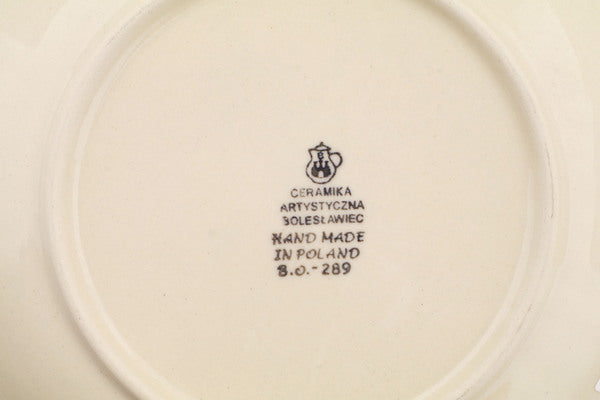 CERAMIKA
ARTYSTYCZNA
BOLESŁAWIEC
HAND MADE
IN POLAND
B.O.-289